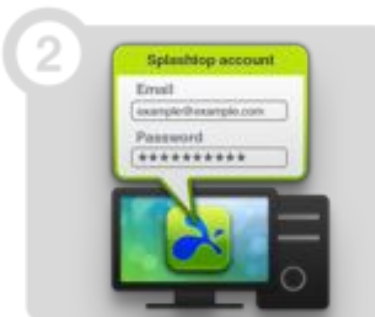 2
Splashtop account
Email
example@example.com
Password
**********